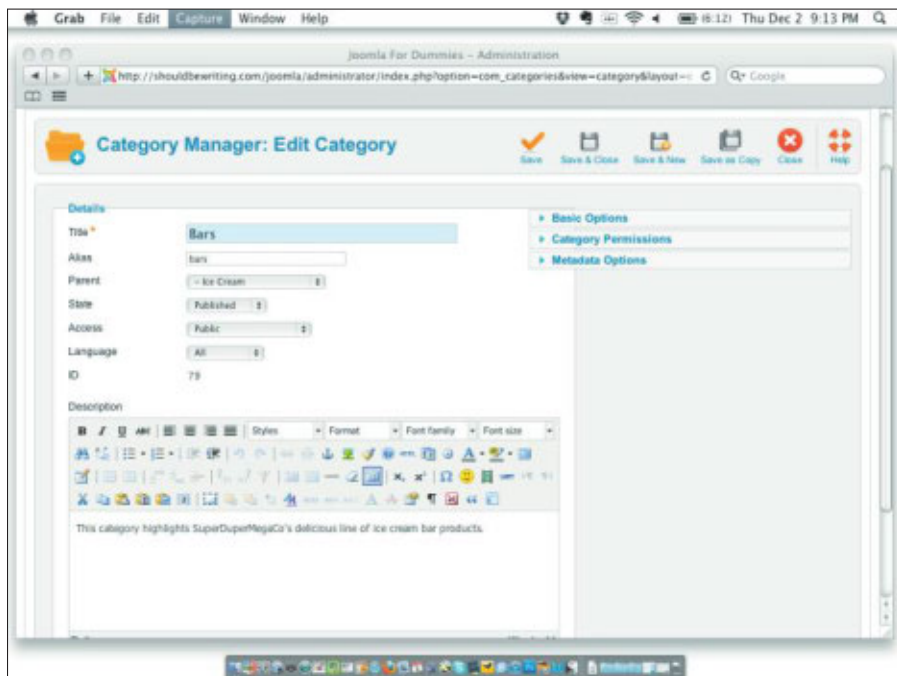 Grab File Edit Capture Window Help (6:12) Thu Dec 2 9:13 PM
Joomla For Dummies – Administration
http://shouldbewriting.com/joomla/administrator/index.php?option=com_categories&view=category&layout= Google
Category Manager: Edit Category
Save Save & Close Save & New Save as Copy Close Help
Details
Title * Bars
Alias bars
Parent – Ice Cream
State Published
Access Public
Language All
ID 79
Basic Options
Category Permissions
Metadata Options
Description
B I U ABC Styles Format Font family Font size
This category highlights SuperDuperMegaCo's delicious line of ice cream bar products.